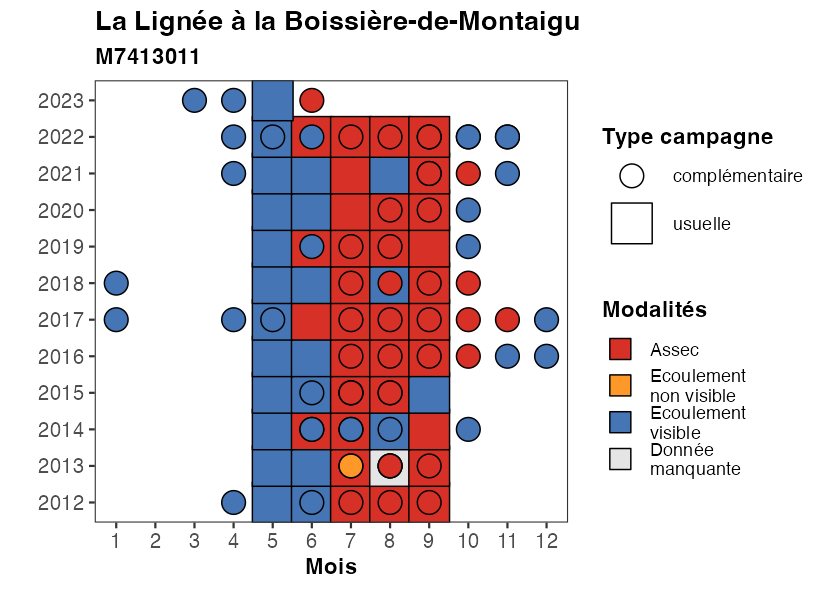 La Lignée à la Boissière-de-Montaigu
M7413011
2023
2022
2021
2020
2019
2018
2017
2016
2015
2014
2013
2012
1 2 3 4 5 6 7 8 9 10 11 12
Mois
Type campagne
complémentaire
usuelle
Modalités
Assec
Ecoulement
non visible
Ecoulement
visible
Donnée
manquante